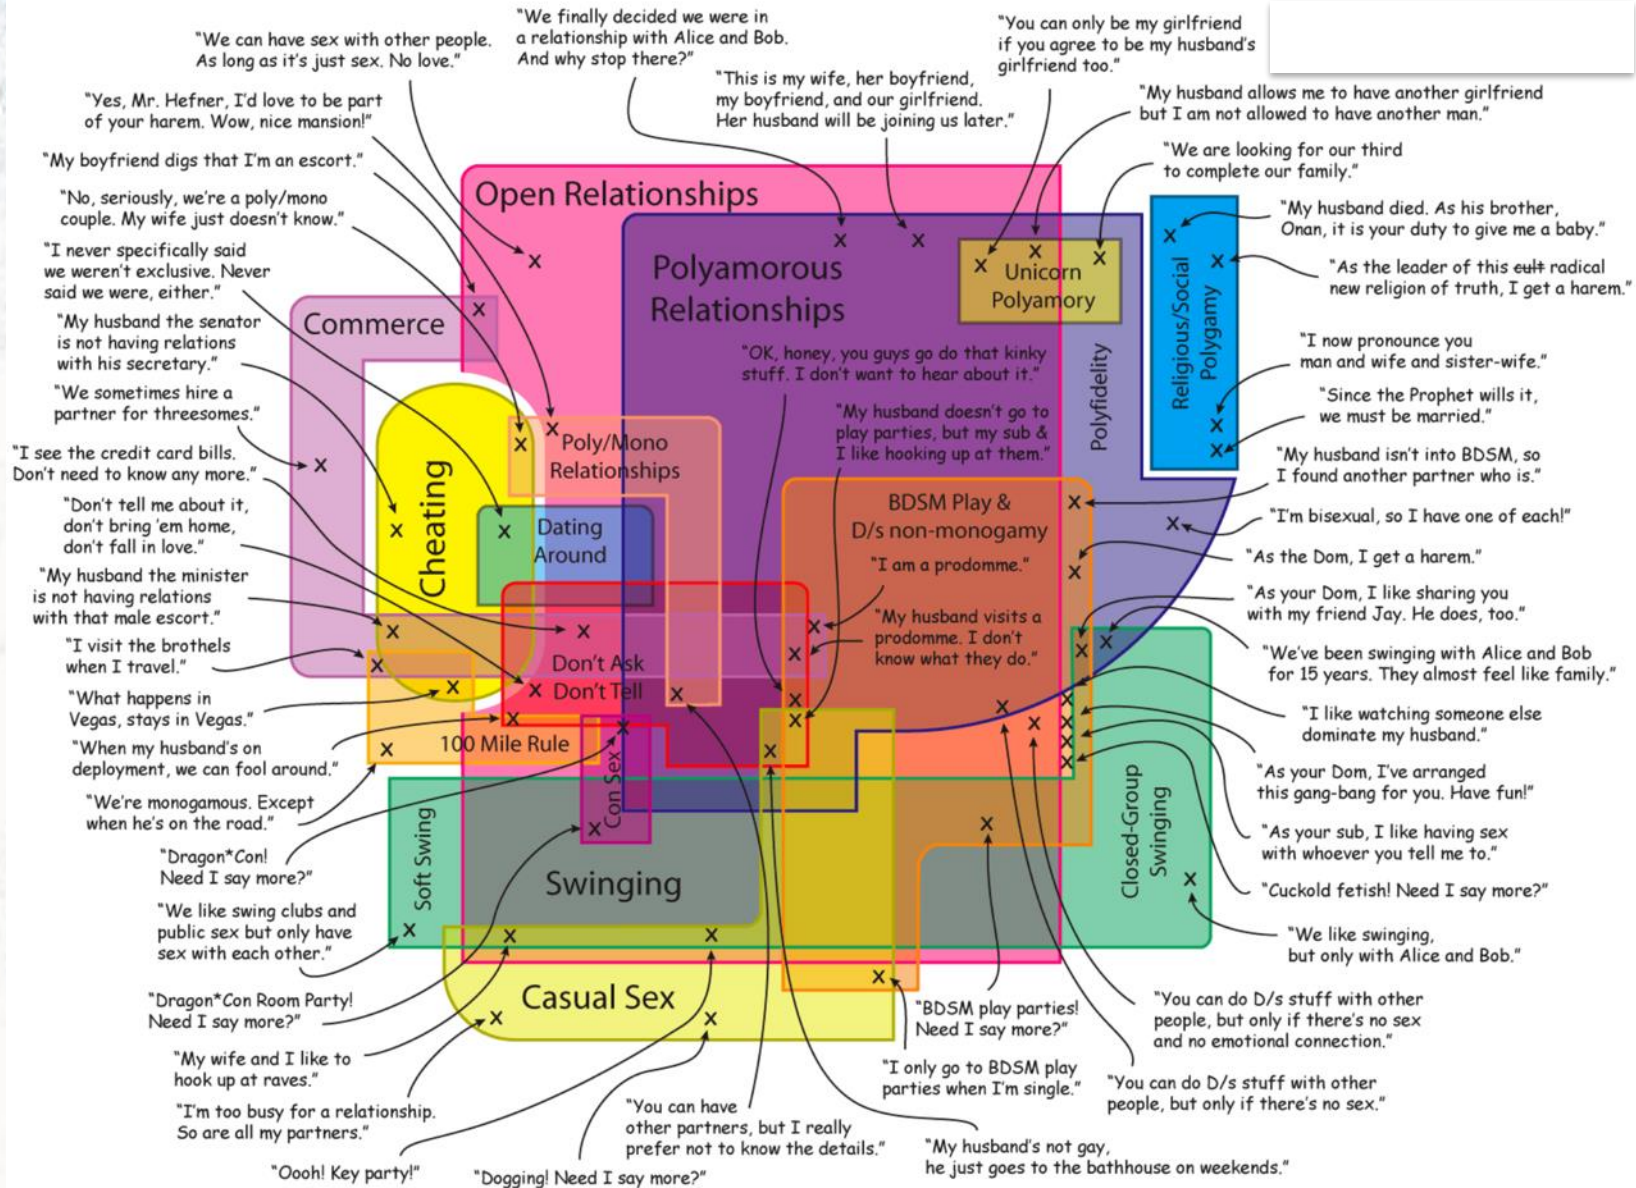 “We finally decided we were in
a relationship with Alice and Bob.
And why stop there?”
“You can only be my girlfriend
if you agree to be my husband's
girlfriend too.”
“We can have sex with other people.
As long as it's just sex. No love.”
“This is my wife, her boyfriend,
my boyfriend, and our girlfriend.
Her husband will be joining us later.”
“My husband allows me to have another girlfriend
but I am not allowed to have another man.”
“Yes, Mr. Hefner, I'd love to be part
of your harem. Wow, nice mansion!”
“We are looking for our third
to complete our family.”
“My boyfriend digs that I'm an escort.”
“No, seriously, we're a poly/mono
couple. My wife just doesn't know.”
“My husband died. As his brother,
Onan, it is your duty to give me a baby.”
“I never specifically said
we weren't exclusive. Never
said we were, either.”
“As the leader of this cult radical
new religion of truth, I get a harem.”
“My husband the senator
is not having relations
with his secretary.”
“I now pronounce you
man and wife and sister-wife.”
“We sometimes hire a
partner for threesomes.”
“Since the Prophet wills it,
we must be married.”
“I see the credit card bills.
Don't need to know any more.”
“My husband isn't into BDSM, so
I found another partner who is.”
“Don't tell me about it,
don't bring 'em home,
don't fall in love.”
“I'm bisexual, so I have one of each!”
“As the Dom, I get a harem.”
“My husband the minister
is not having relations
with that male escort.”
“As your Dom, I like sharing you
with my friend Jay. He does, too.”
“I visit the brothels
when I travel.”
“We've been swinging with Alice and Bob
for 15 years. They almost feel like family.”
“What happens in
Vegas, stays in Vegas.”
“I like watching someone else
dominate my husband.”
“When my husband's on
deployment, we can fool around.”
“As your Dom, I've arranged
this gang-bang for you. Have fun!”
“We're monogamous. Except
when he's on the road.”
“As your sub, I like having sex
with whoever you tell me to.”
“Dragon*Con!
Need I say more?”
“Cuckold fetish! Need I say more?”
“We like swing clubs and
public sex but only have
sex with each other.”
“We like swinging,
but only with Alice and Bob.”
“Dragon*Con Room Party!
Need I say more?”
“BDSM play parties!
Need I say more?”
“You can do D/s stuff with other
people, but only if there's no sex
and no emotional connection.”
“My wife and I like to
hook up at raves.”
“I only go to BDSM play
parties when I'm single.”
“You can do D/s stuff with other
people, but only if there's no sex.”
“I'm too busy for a relationship.
So are all my partners.”
“You can have
other partners, but I really
prefer not to know the details.”
“My husband's not gay,
he just goes to the bathhouse on weekends.”
“Oooh! Key party!”
“Dogging! Need I say more?”
Open Relationships
Polyamorous
Relationships
Unicorn
Polyamory
Religious/Social
Polygamy
Commerce
Polyfidelity
“OK, honey, you guys go do that kinky
stuff. I don't want to hear about it.”
“My husband doesn't go to
play parties, but my sub &
I like hooking up at them.”
Poly/Mono
Relationships
Cheating
Dating
Around
BDSM Play &
D/s non-monogamy
“I am a prodomme.”
“My husband visits a
prodomme. I don't
know what they do.”
Don't Ask
Don't Tell
100 Mile Rule
Con Sex
Soft Swing
Swinging
Closed-Group
Swinging
Casual Sex